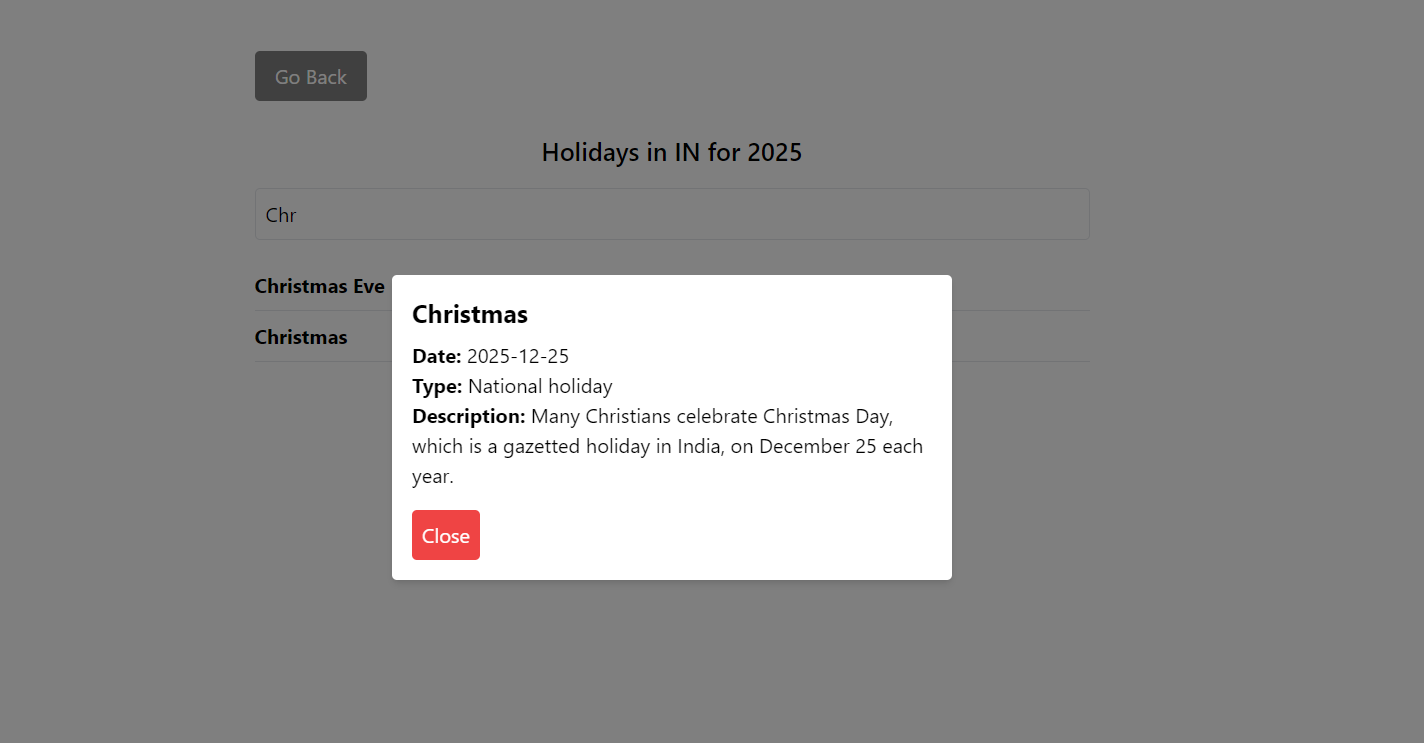 Go Back
Holidays in IN for 2025
Chr
Christmas Eve
Christmas
Christmas
Date: 2025-12-25
Type: National holiday
Description: Many Christians celebrate Christmas Day,
which is a gazetted holiday in India, on December 25 each
year.
Close